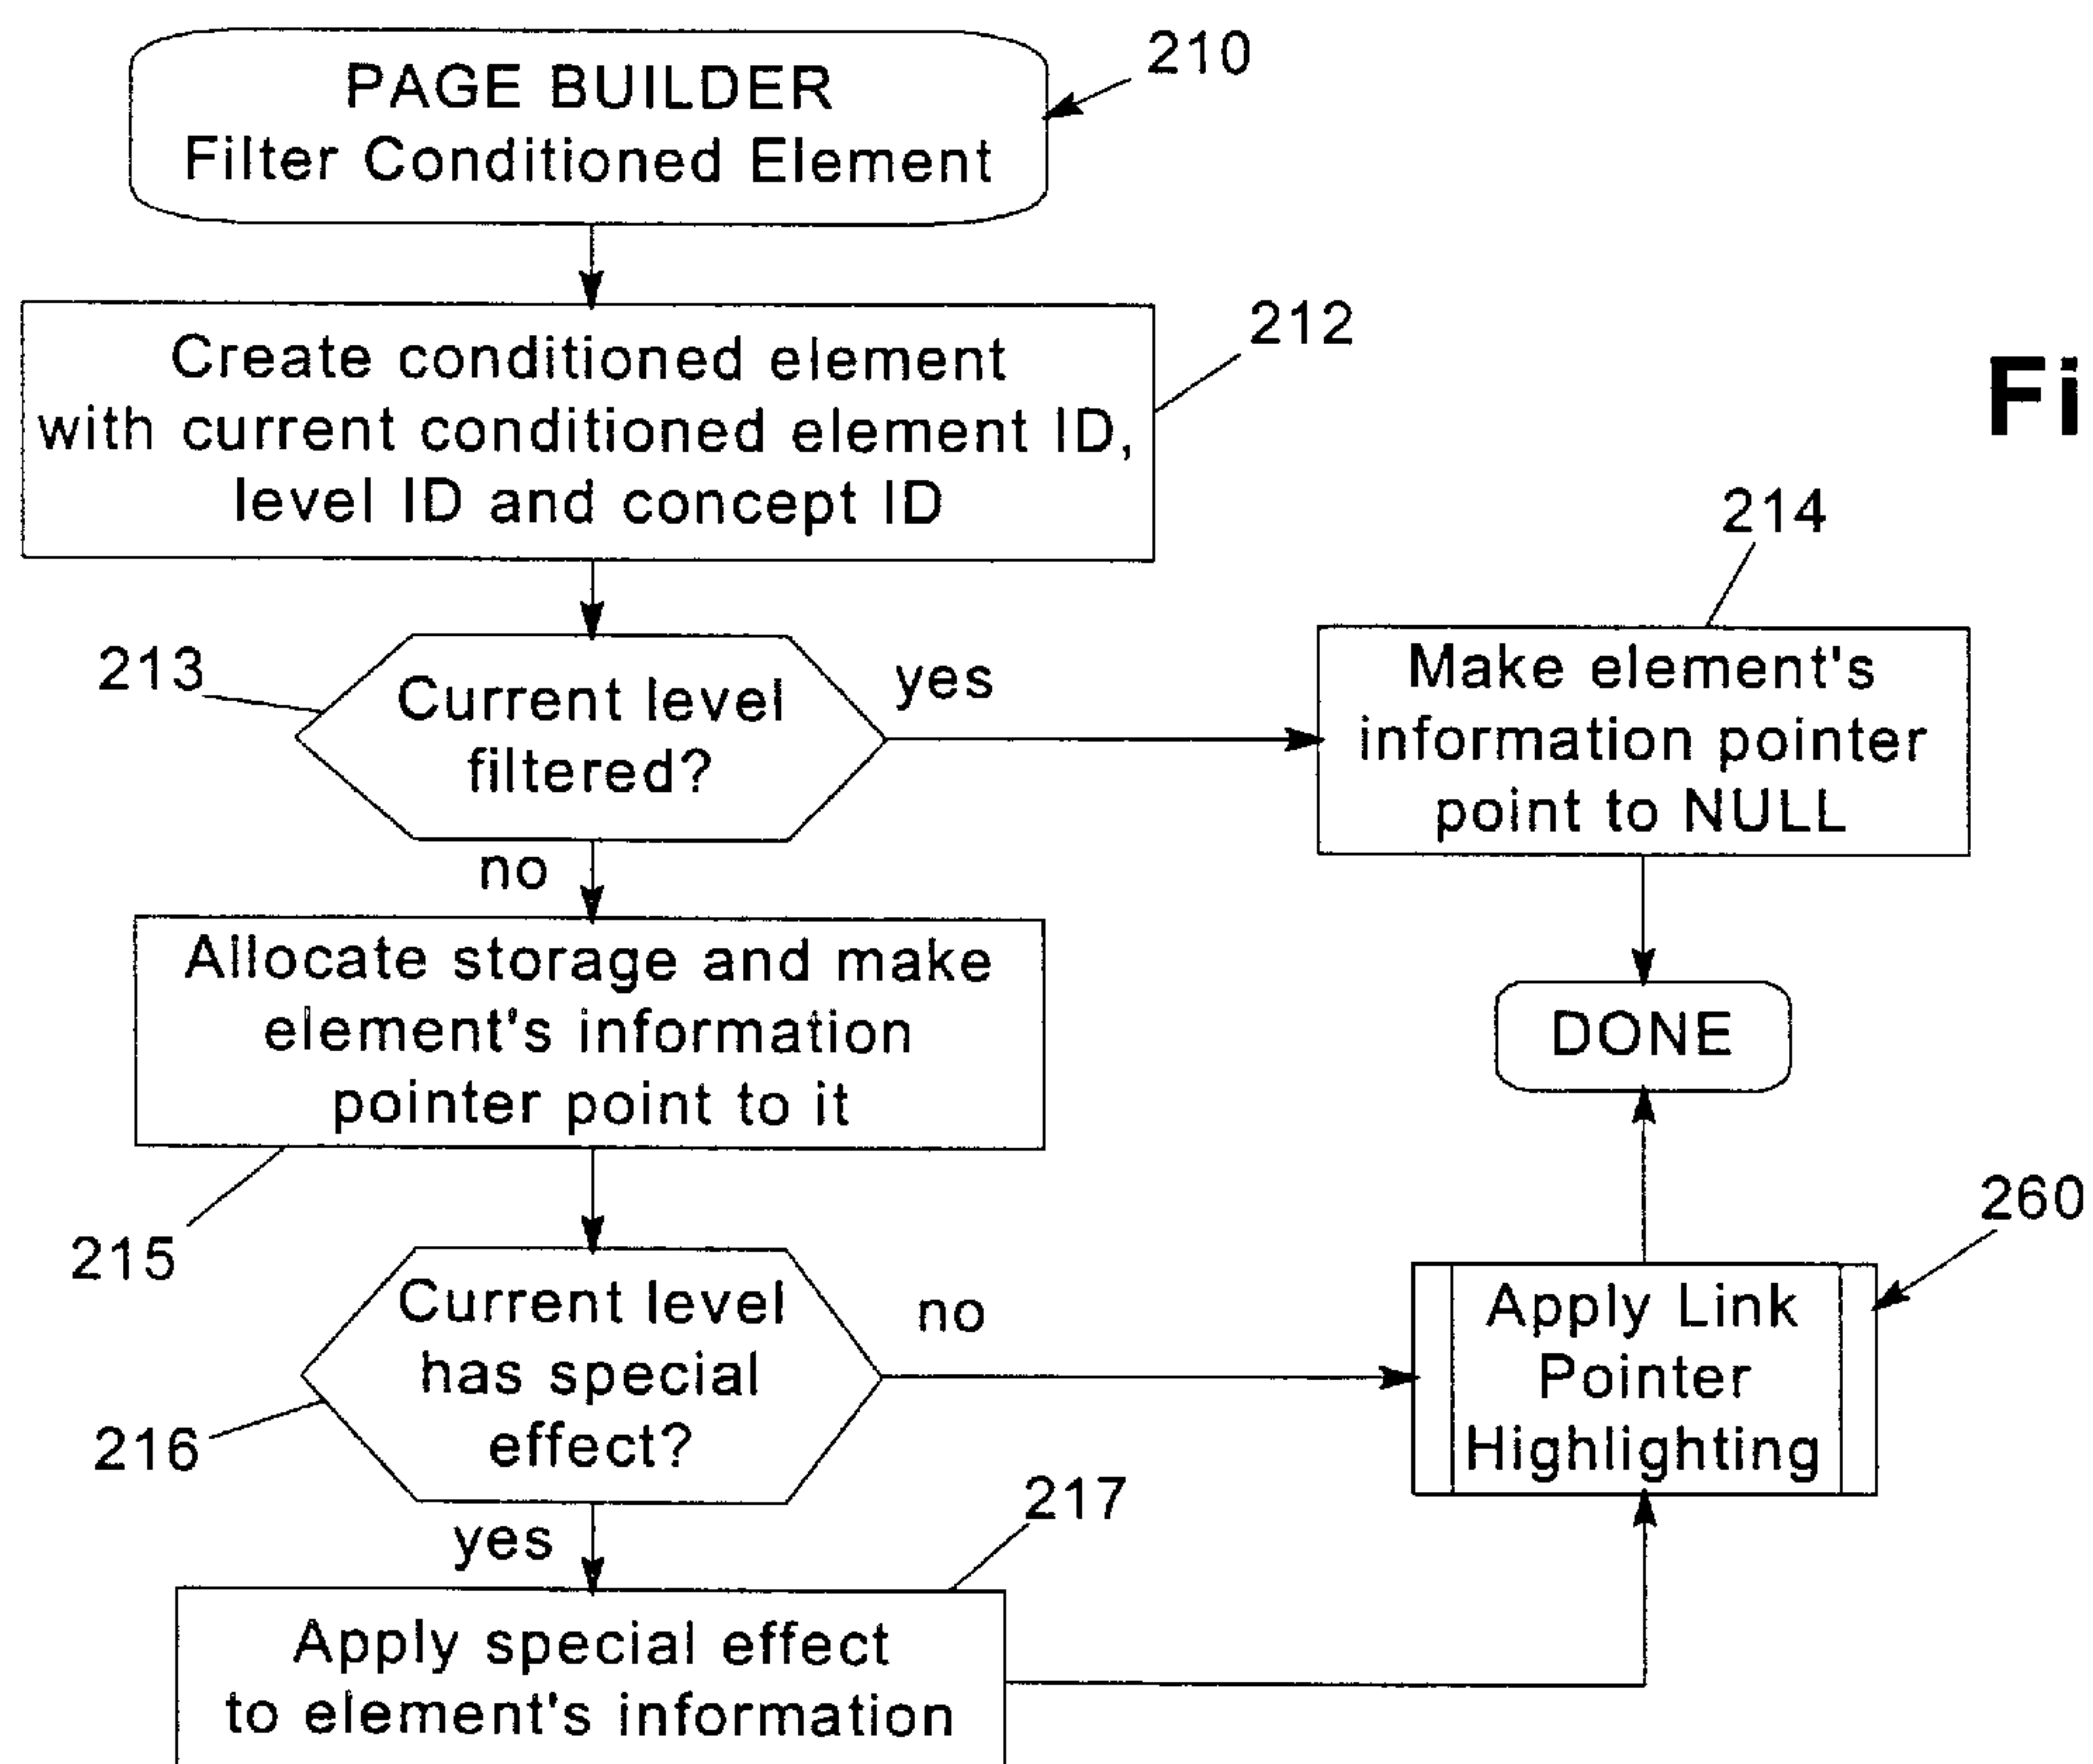 PAGE BUILDER
Filter Conditioned Element
210
Create conditioned element
with current conditioned element ID,
level ID and concept ID
212
Fi
213
Current level
filtered?
yes
214
Make element's
information pointer
point to NULL
no
Allocate storage and make
element's information
pointer point to it
215
DONE
Current level
has special
effect?
216
no
260
Apply Link
Pointer
Highlighting
yes
217
Apply special effect
to element's information